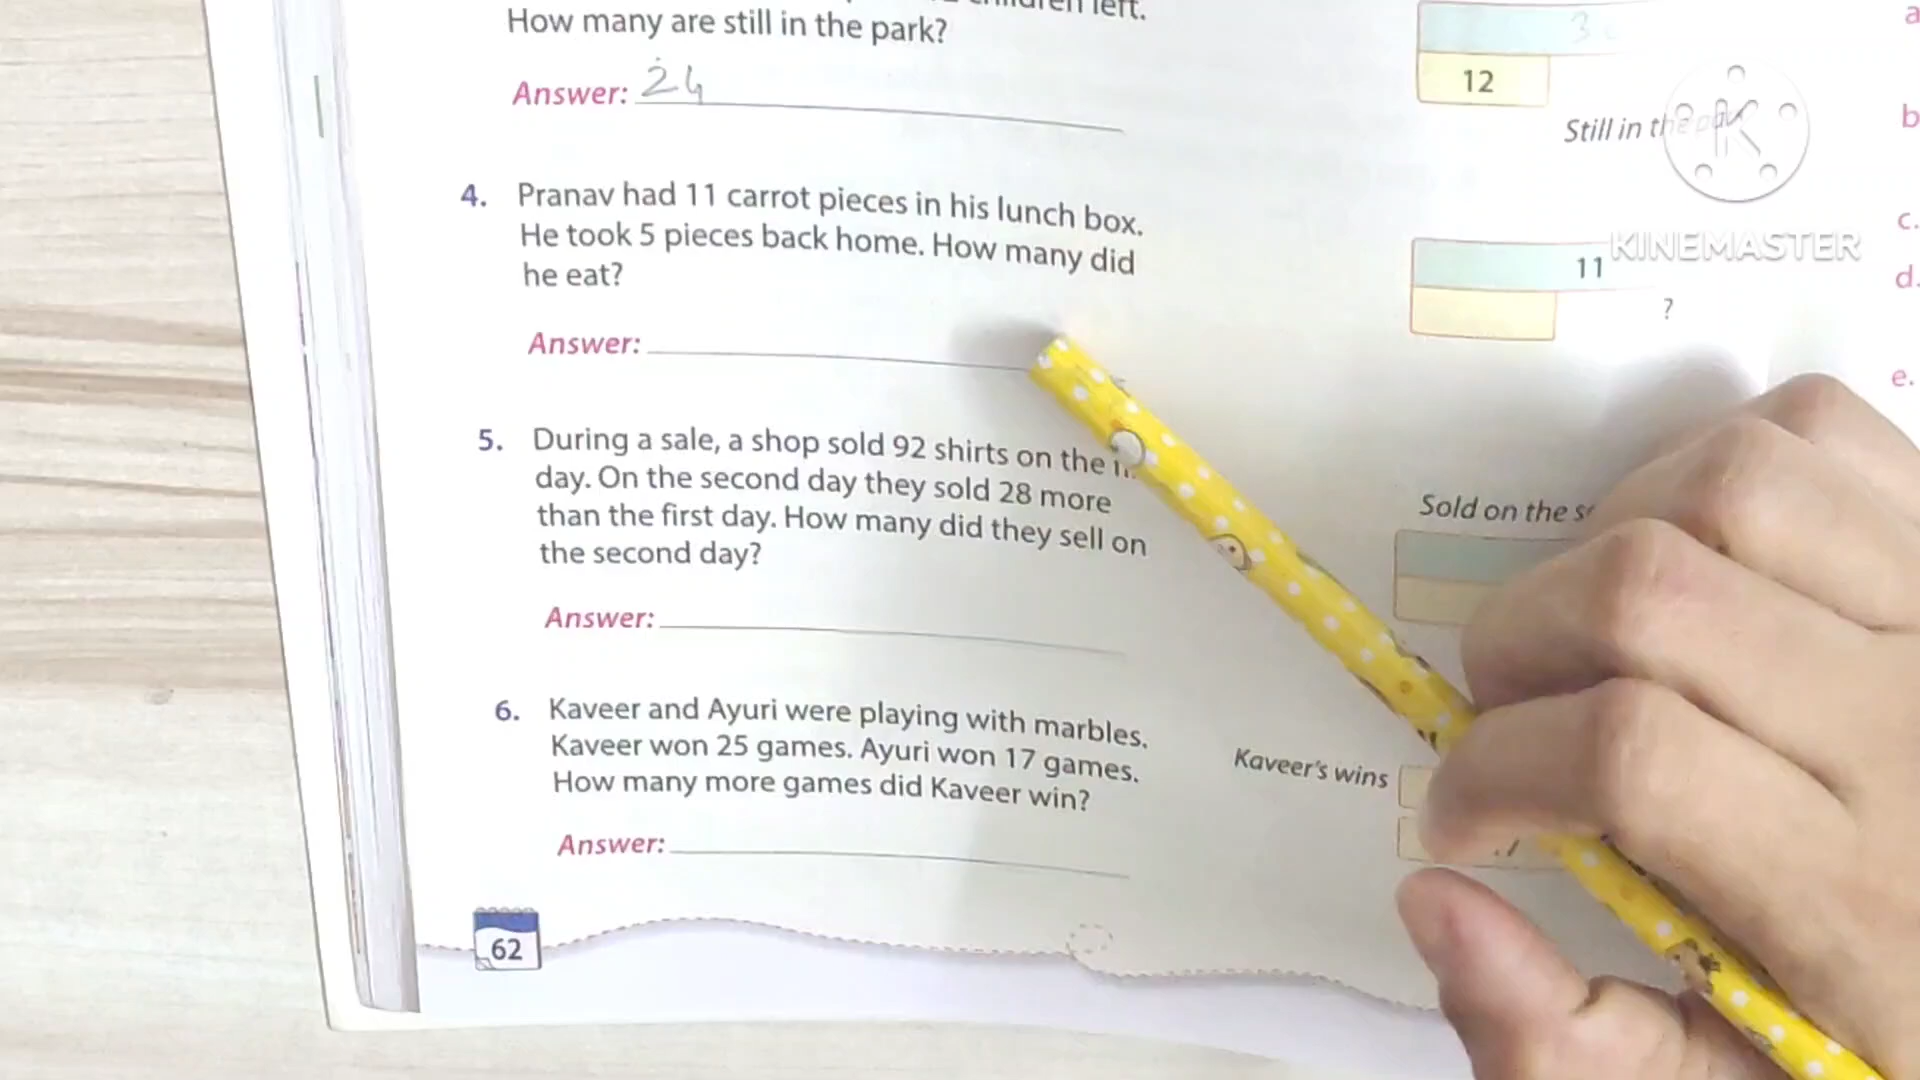 left.
How many are still in the park?
Answer: 24
3
12
Still in the
4. Pranav had 11 carrot pieces in his lunch box.
He took 5 pieces back home. How many did
he eat?
Answer:
11
?
KINEMASTER
5. During a sale, a shop sold 92 shirts on the
day. On the second day they sold 28 more
than the first day. How many did they sell on
the second day?
Answer:
Sold on the
6. Kaveer and Ayuri were playing with marbles.
Kaveer won 25 games. Ayuri won 17 games.
How many more games did Kaveer win?
Answer:
Kaveer's wins
62
a
b
c.
d.
e.